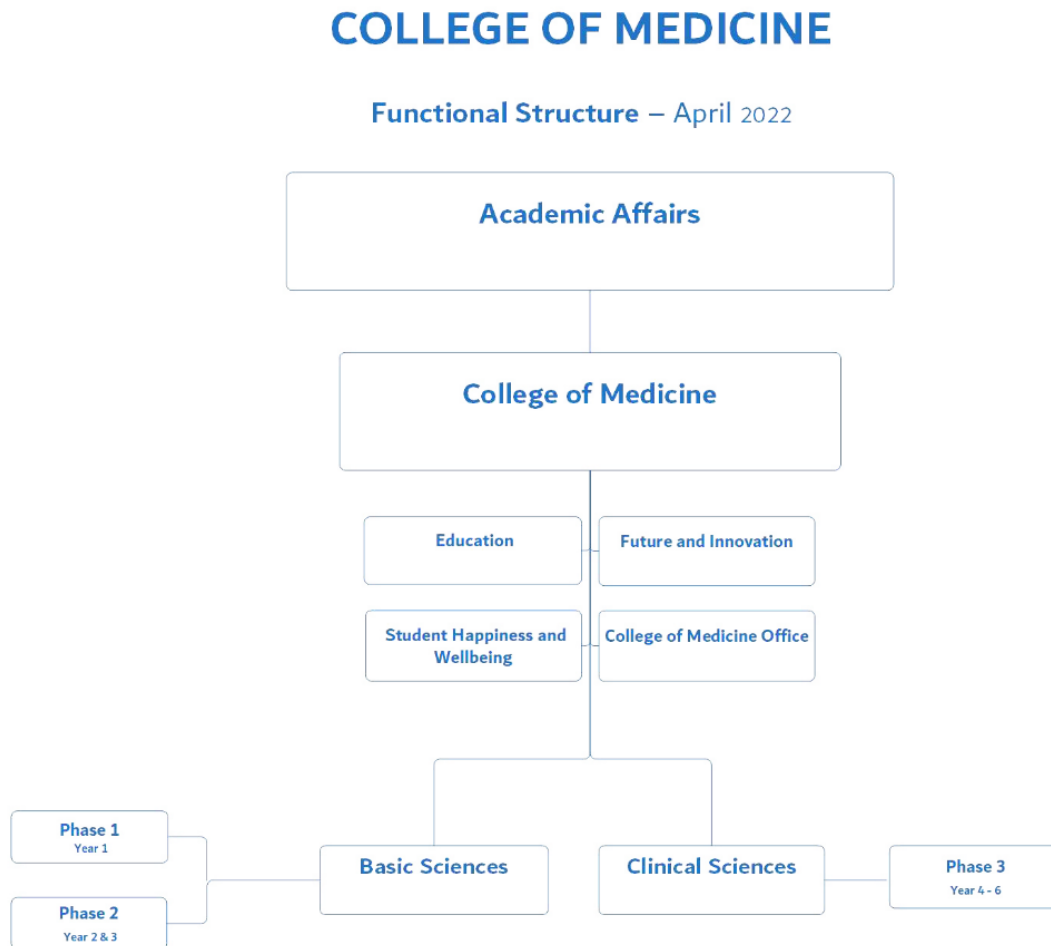 COLLEGE OF MEDICINE
Functional Structure – April 2022
Academic Affairs
College of Medicine
Education
Future and Innovation
Student Happiness and
Wellbeing
College of Medicine Office
Phase 1
Year 1
Basic Sciences
Clinical Sciences
Phase 3
Year 4 - 6
Phase 2
Year 2 & 3